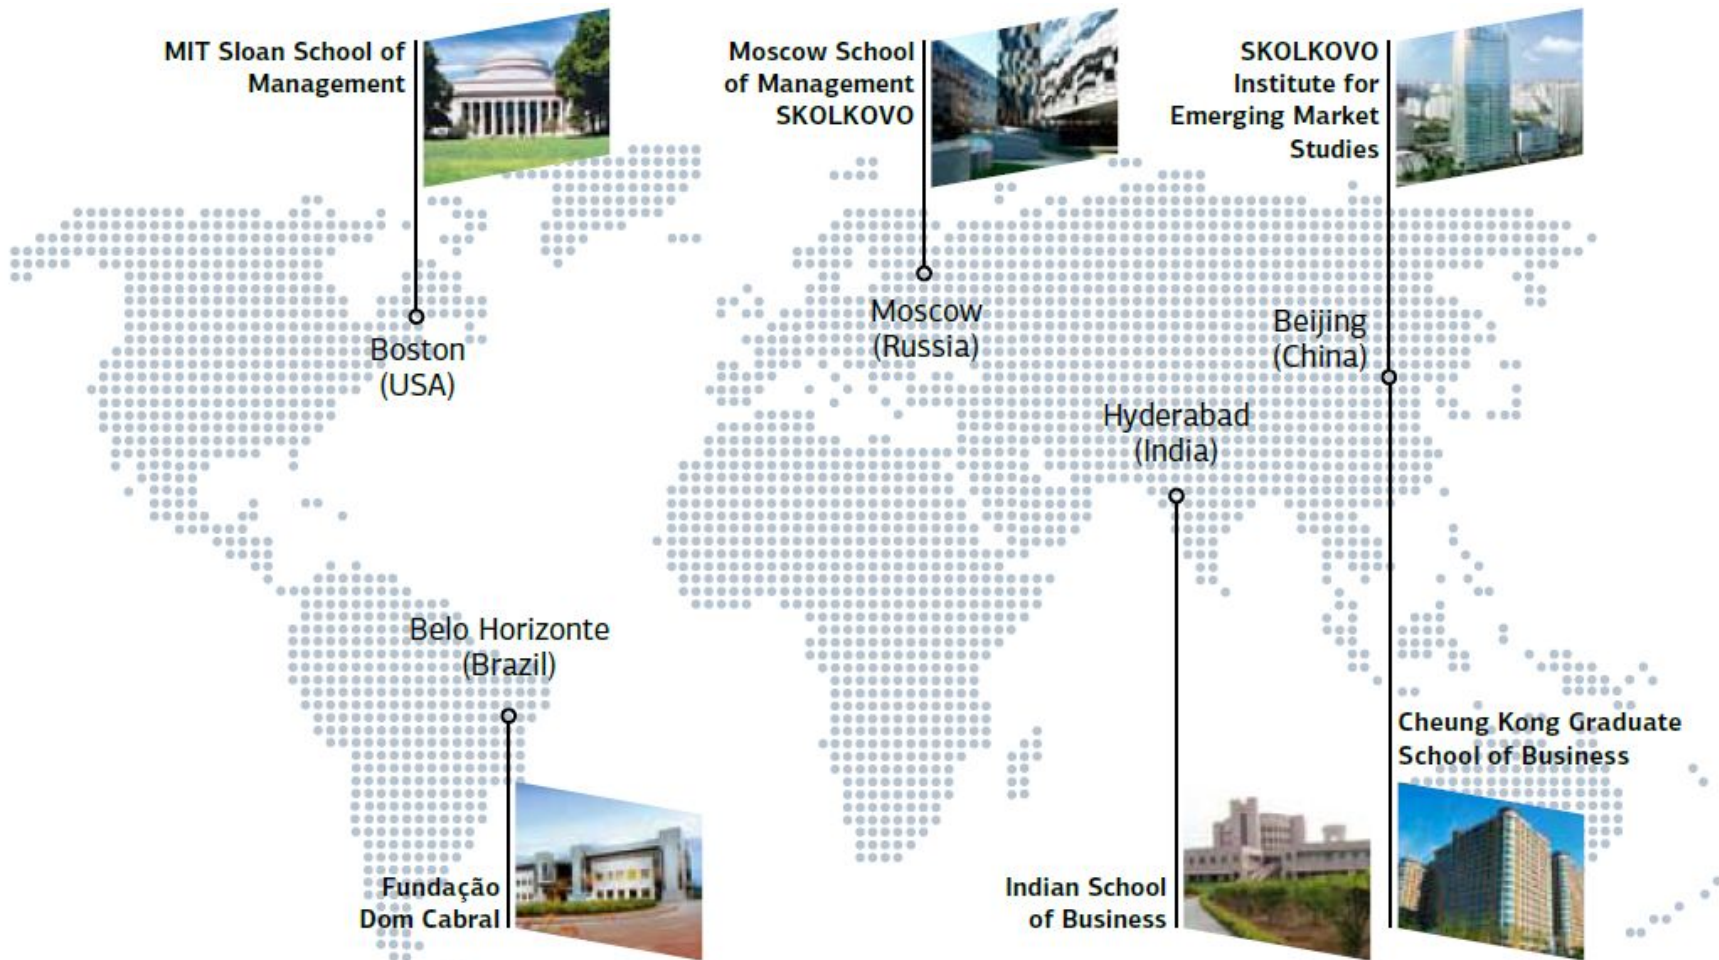 MIT Sloan School of
Management
Moscow School
of Management
SKOLKOVO
SKOLKOVO
Institute for
Emerging Market
Studies
Boston
(USA)
Moscow
(Russia)
Beijing
(China)
Hyderabad
(India)
Belo Horizonte
(Brazil)
Cheung Kong Graduate
School of Business
Fundação
Dom Cabral
Indian School
of Business